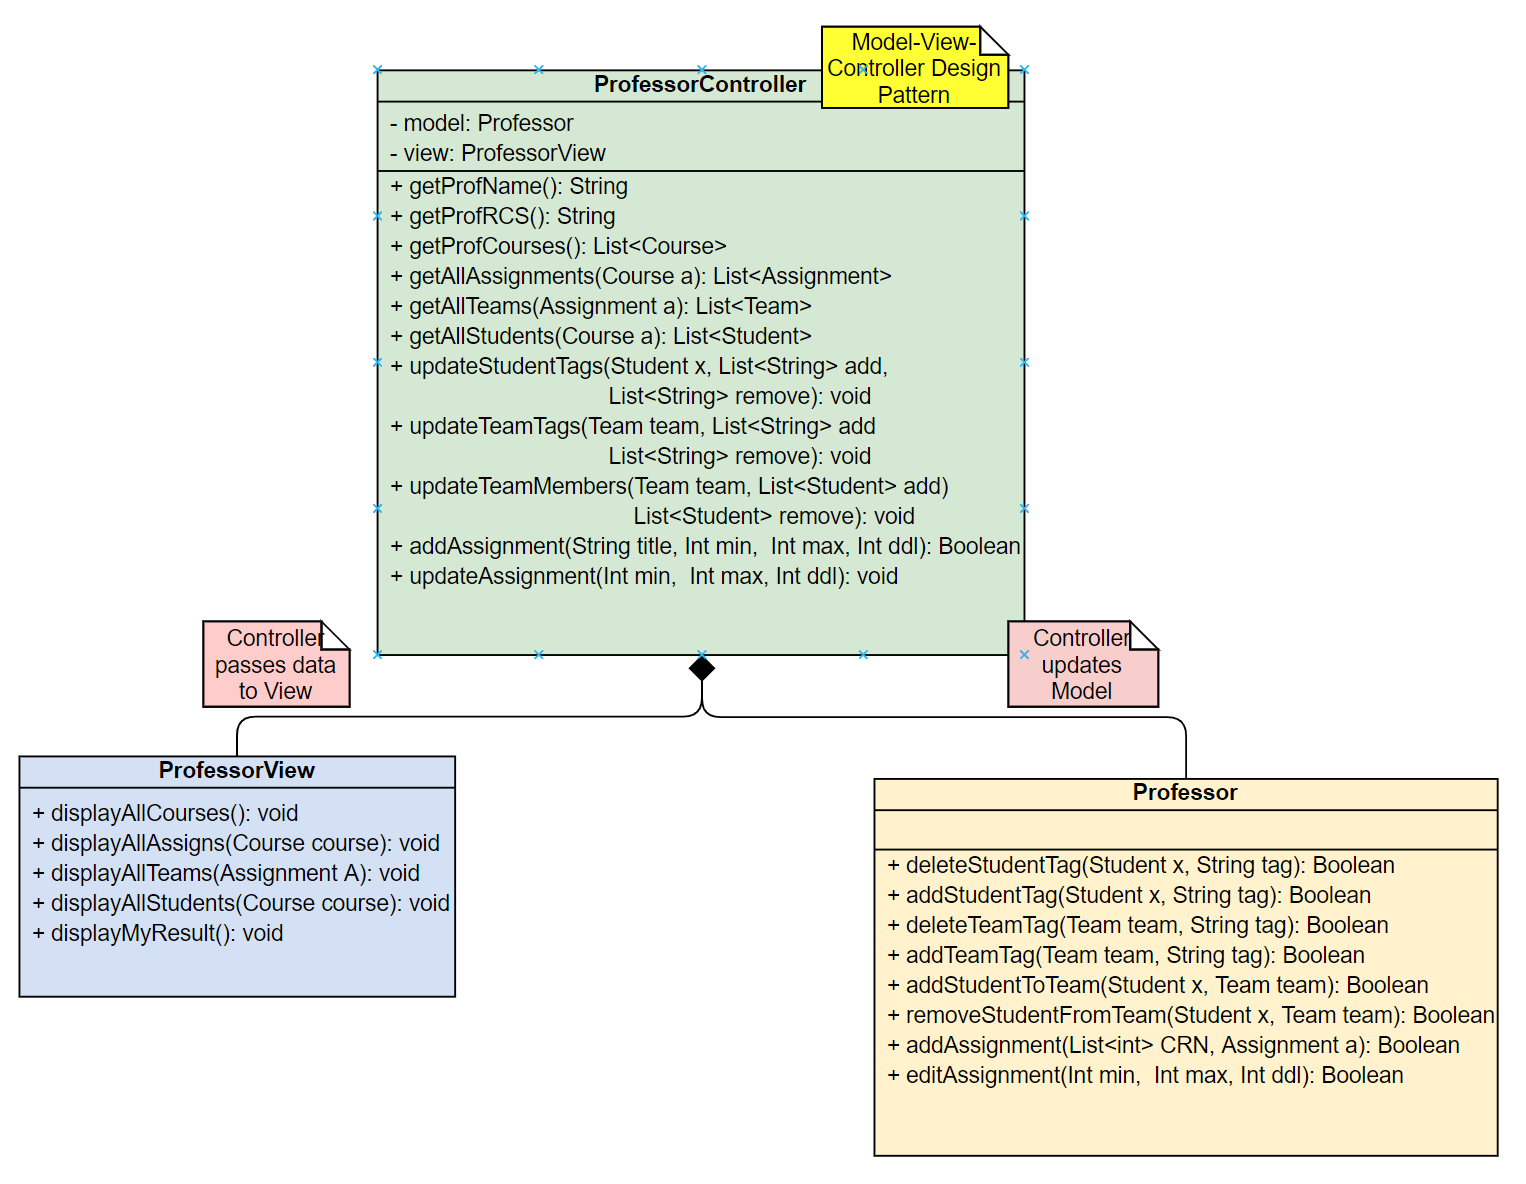 Model-View-
Controller Design
Pattern
ProfessorController
- model: Professor
- view: ProfessorView
+ getProfName(): String
+ getProfRCS(): String
+ getProfCourses(): List<Course>
+ getAllAssignments(Course a): List<Assignment>
+ getAllTeams(Assignment a): List<Team>
+ getAllStudents(Course a): List<Student>
+ updateStudentTags(Student x, List<String> add,
List<String> remove): void
+ updateTeamTags(Team team, List<String> add
List<String> remove): void
+ updateTeamMembers(Team team, List<Student> add)
List<Student> remove): void
+ addAssignment(String title, Int min,  Int max, Int ddl): Boolean
+ updateAssignment(Int min,  Int max, Int ddl): void
Controller
passes data
to View
Controller
updates
Model
ProfessorView
+ displayAllCourses(): void
+ displayAllAssigns(Course course): void
+ displayAllTeams(Assignment A): void
+ displayAllStudents(Course course): void
+ displayMyResult(): void
Professor
+ deleteStudentTag(Student x, String tag): Boolean
+ addStudentTag(Student x, String tag): Boolean
+ deleteTeamTag(Team team, String tag): Boolean
+ addTeamTag(Team team, String tag): Boolean
+ addStudentToTeam(Student x, Team team): Boolean
+ removeStudentFromTeam(Student x, Team team): Boolean
+ addAssignment(List<int> CRN, Assignment a): Boolean
+ editAssignment(Int min,  Int max, Int ddl): Boolean